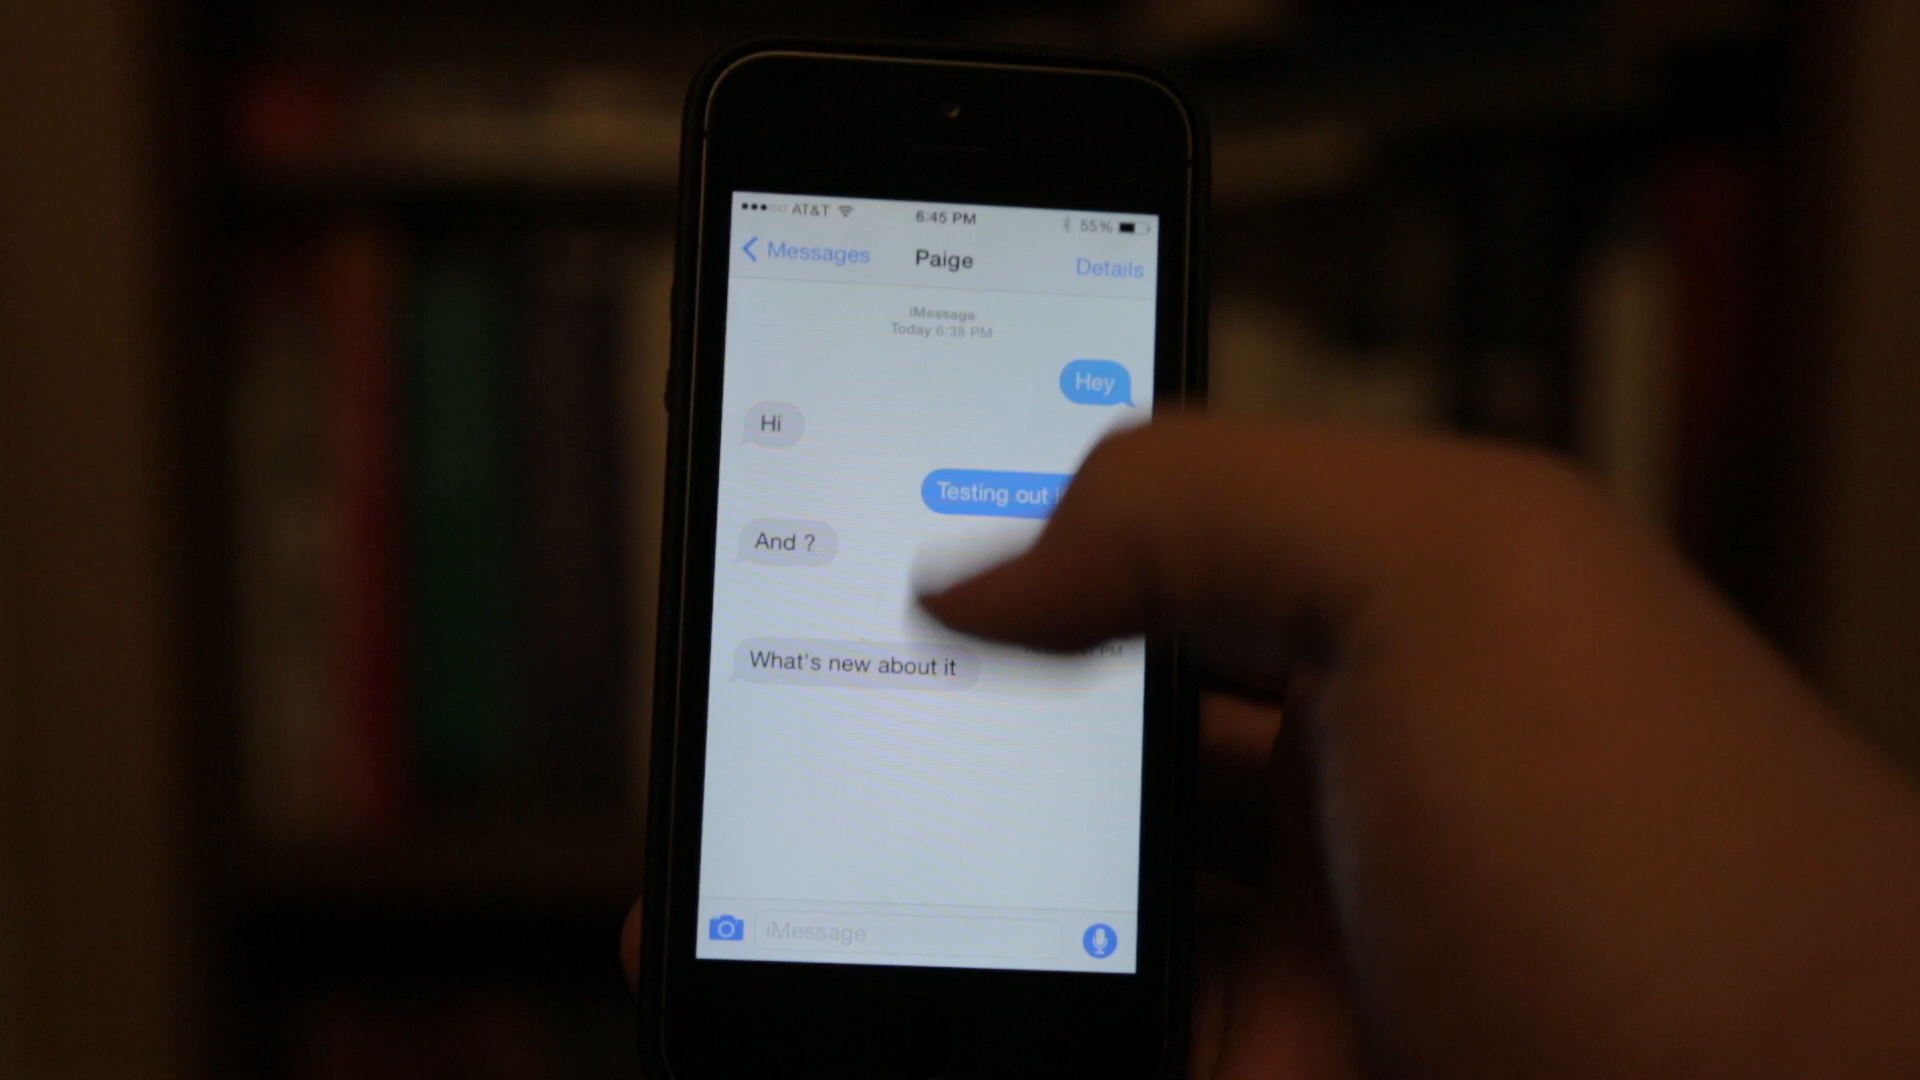 AT&T 6:45 PM 55%
Messages Paige Details
iMessage
Today 6:38 PM
Hey
Hi
Testing out
And ?
PM
What's new about it
iMessage